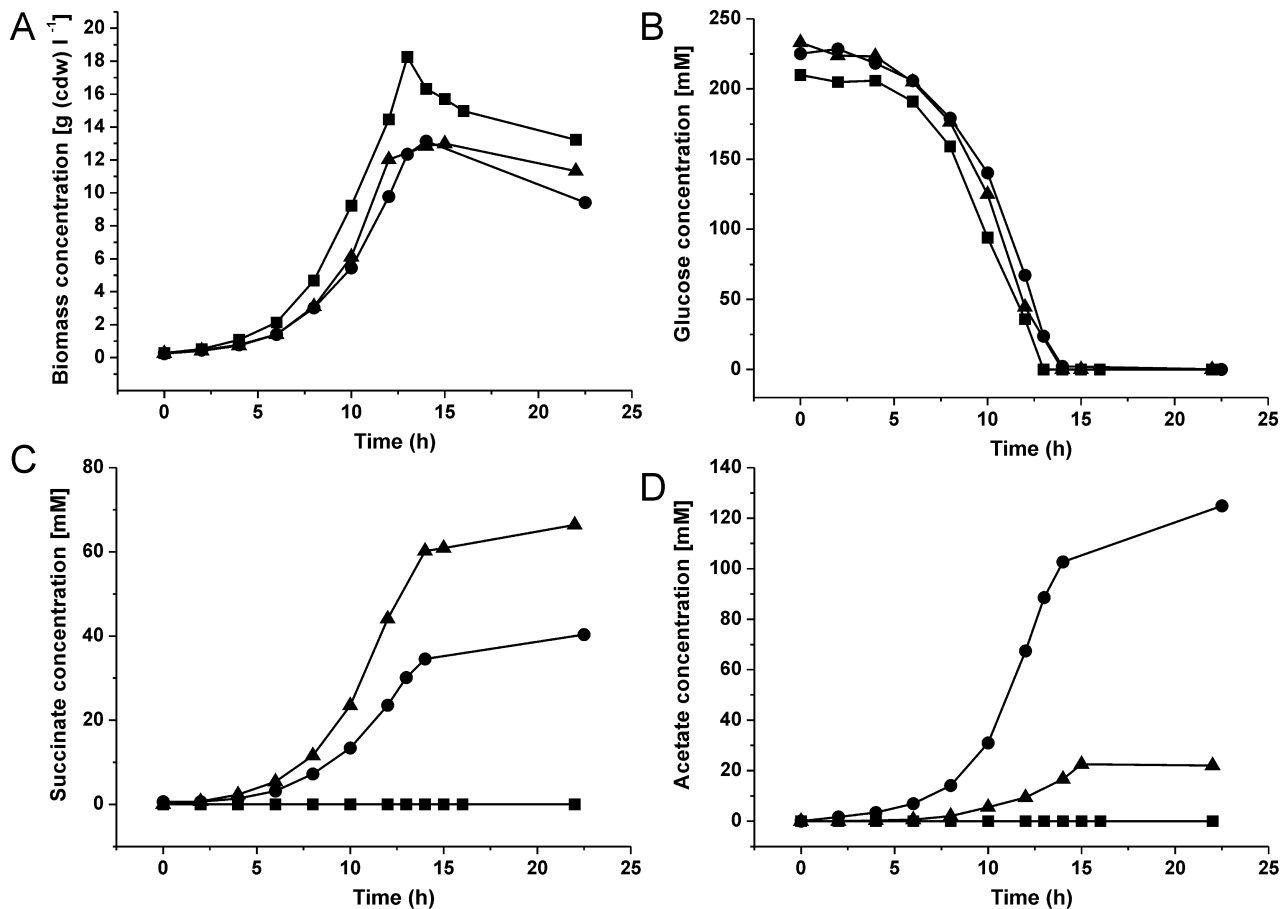 A
Biomass concentration [g (cdw) l⁻¹]
20
18
16
14
12
10
8
6
4
2
0
0 5 10 15 20 25
Time (h)
B
Glucose concentration [mM]
250
225
200
150
100
50
0
0 5 10 15 20 25
Time (h)
C
Succinate concentration [mM]
80
60
40
20
0
0 5 10 15 20 25
Time (h)
D
Acetate concentration [mM]
140
120
100
80
60
40
20
0
0 5 10 15 20 25
Time (h)